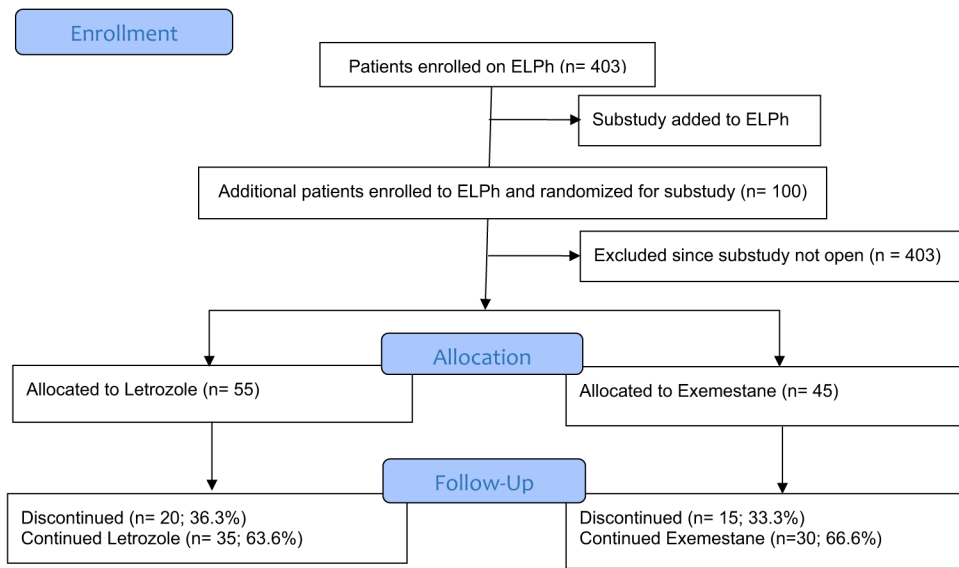 Enrollment
Patients enrolled on ELPh (n= 403)
Substudy added to ELPh
Additional patients enrolled to ELPh and randomized for substudy (n= 100)
Excluded since substudy not open (n = 403)
Allocation
Allocated to Letrozole (n= 55)
Allocated to Exemestane (n= 45)
Follow-Up
Discontinued (n= 20; 36.3%)
Continued Letrozole (n= 35; 63.6%)
Discontinued (n= 15; 33.3%)
Continued Exemestane (n=30; 66.6%)